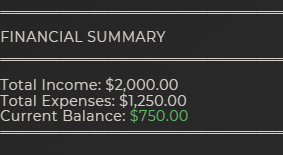 FINANCIAL SUMMARY
Total Income: $2,000.00
Total Expenses: $1,250.00
Current Balance: $750.00